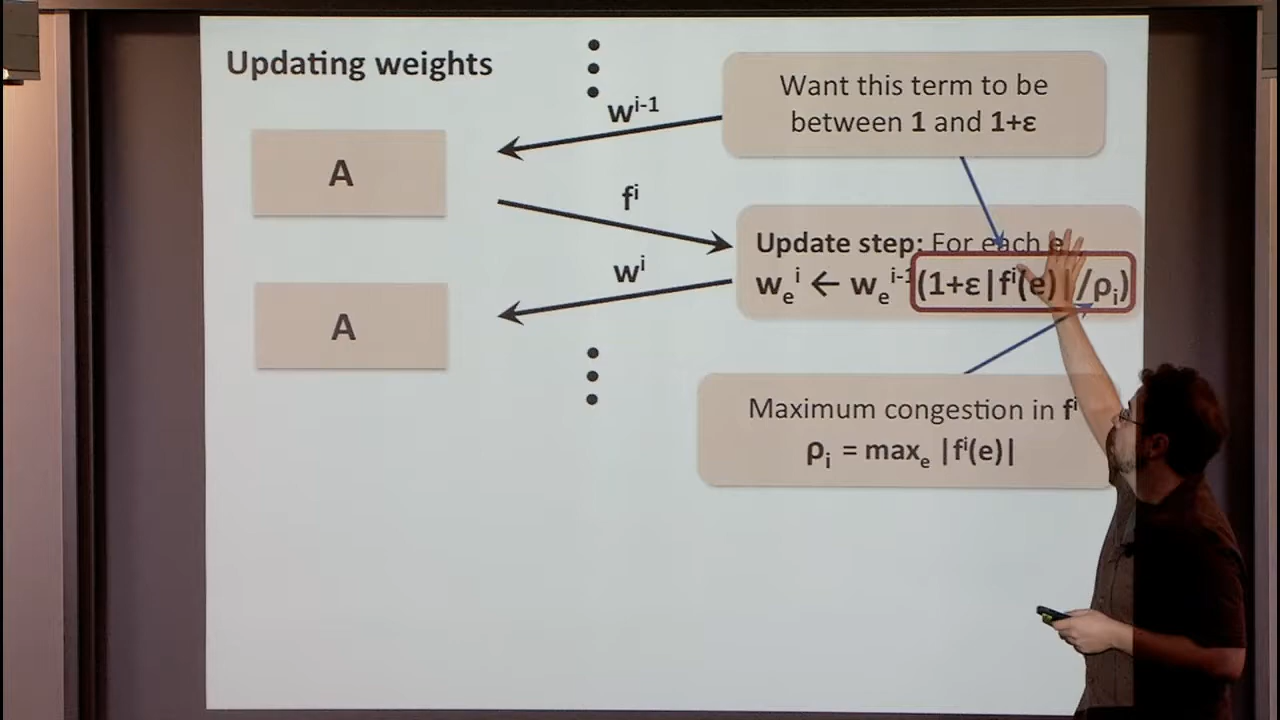 Updating weights
w^i-1
Want this term to be
between 1 and 1+ε
A
f^i
Update step: For each e
w_e^i ← w_e^i-1(1+ε|f^i(e)|/ρ_i)
w^i
A
Maximum congestion in f^i
ρ_i = max_e |f^i(e)|